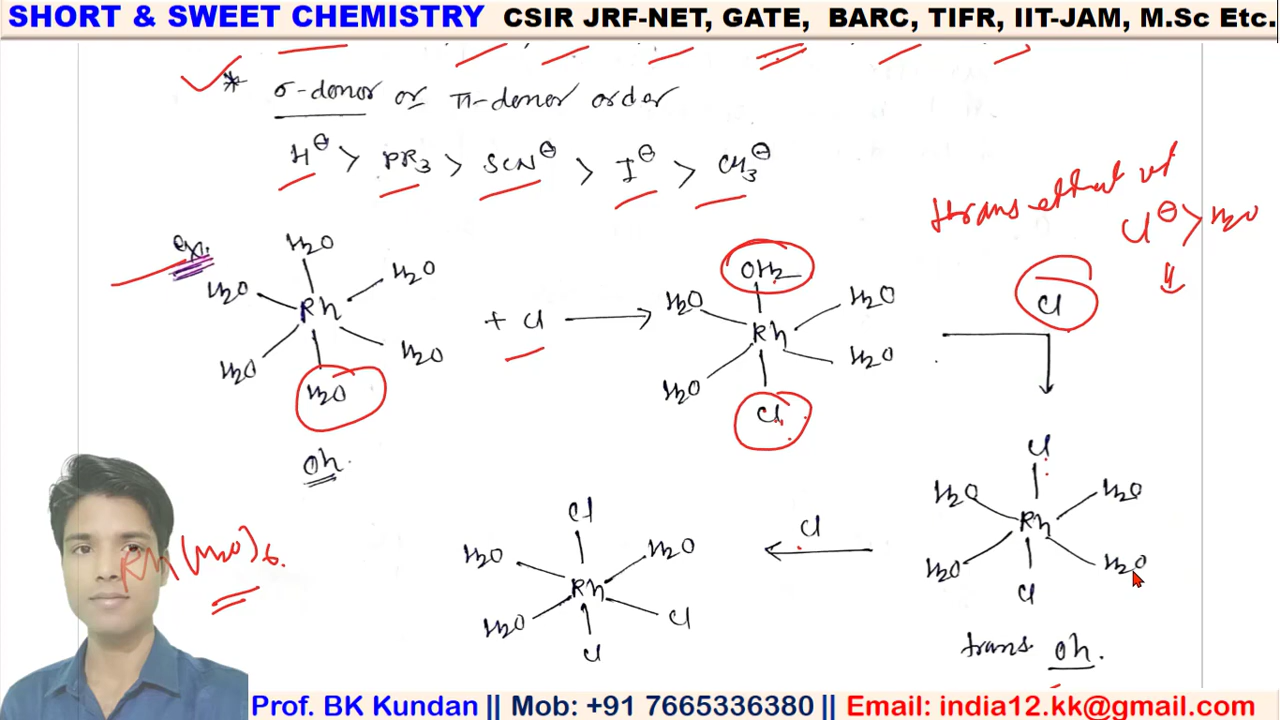 SHORT & SWEET CHEMISTRY CSIR JRF-NET, GATE, BARC, TIFR, IIT-JAM, M.Sc Etc.
* σ-donor or π-donor order
H⊖ > PR3 > SCN⊖ > I⊖ > CH3⊖
trans effect of
Cl⊖ > H2O
ex:
H2O
H2O H2O
Rh
H2O H2O
H2O
Oh.
+ Cl
OH2
H2O H2O
Rh
H2O H2O
Cl
Cl
Cl
H2O H2O
Rh
H2O H2O
Cl
trans Oh.
Cl
Cl
H2O H2O
Rh
H2O Cl
Cl
Rh(H2O)6.
Prof. BK Kundan || Mob: +91 7665336380 || Email: india12.kk@gmail.com